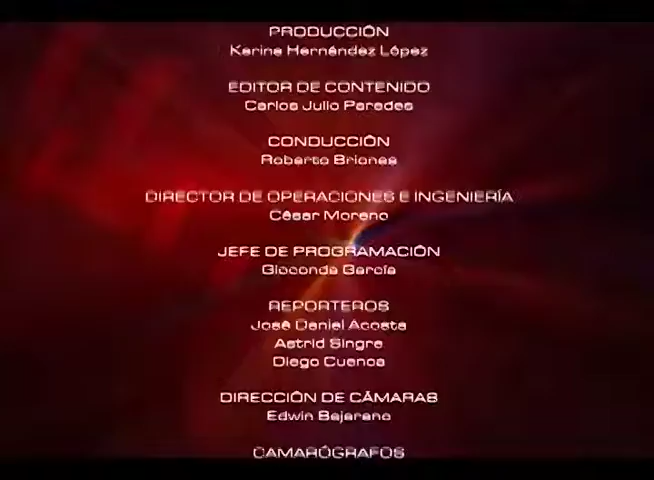 PRODUCCIÓN
Karina Hernández López
EDITOR DE CONTENIDO
Carlos Julio Paredes
CONDUCCIÓN
Roberto Briones
DIRECTOR DE OPERACIONES E INGENIERÍA
César Moreno
JEFE DE PROGRAMACIÓN
Gioconda García
REPORTEROS
José Daniel Acosta
Astrid Singre
Diego Cuenca
DIRECCIÓN DE CÁMARAS
Edwin Bejarano
CAMARÓGRAFOS